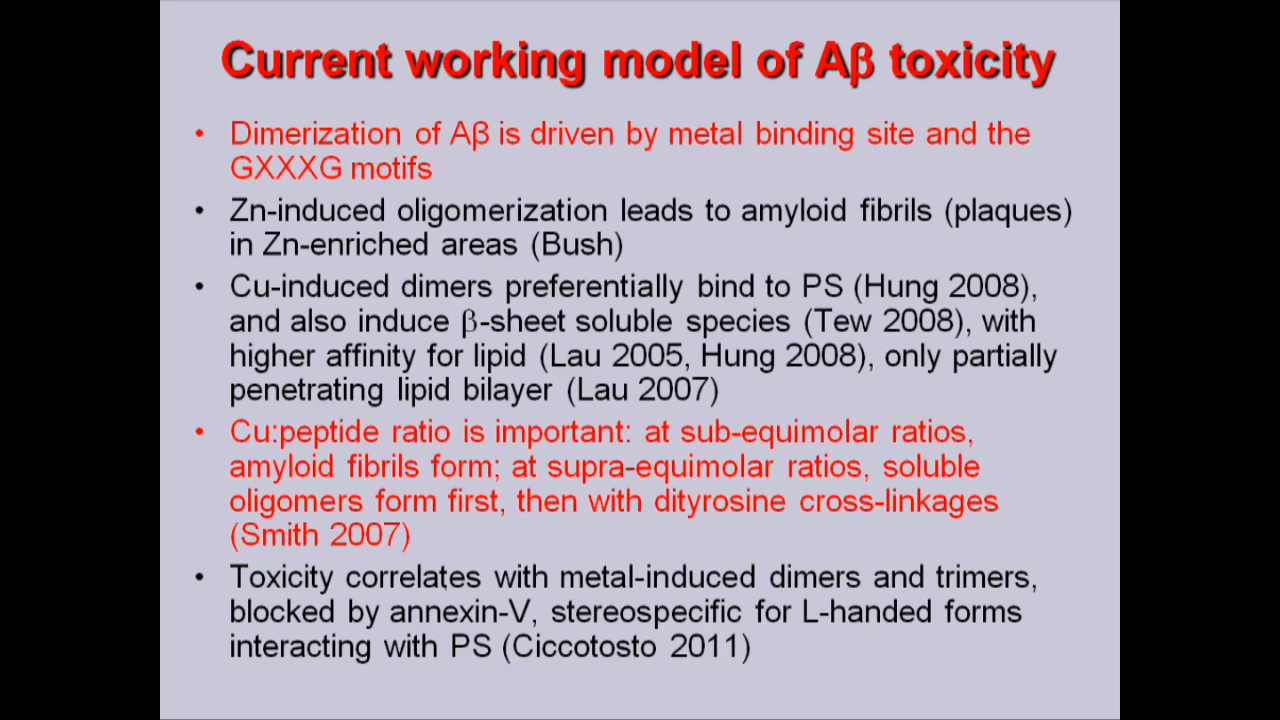 Current working model of Aβ toxicity
• Dimerization of Aβ is driven by metal binding site and the
GXXXG motifs
• Zn-induced oligomerization leads to amyloid fibrils (plaques)
in Zn-enriched areas (Bush)
• Cu-induced dimers preferentially bind to PS (Hung 2008),
and also induce β-sheet soluble species (Tew 2008), with
higher affinity for lipid (Lau 2005, Hung 2008), only partially
penetrating lipid bilayer (Lau 2007)
• Cu:peptide ratio is important: at sub-equimolar ratios,
amyloid fibrils form; at supra-equimolar ratios, soluble
oligomers form first, then with dityrosine cross-linkages
(Smith 2007)
• Toxicity correlates with metal-induced dimers and trimers,
blocked by annexin-V, stereospecific for L-handed forms
interacting with PS (Ciccotosto 2011)